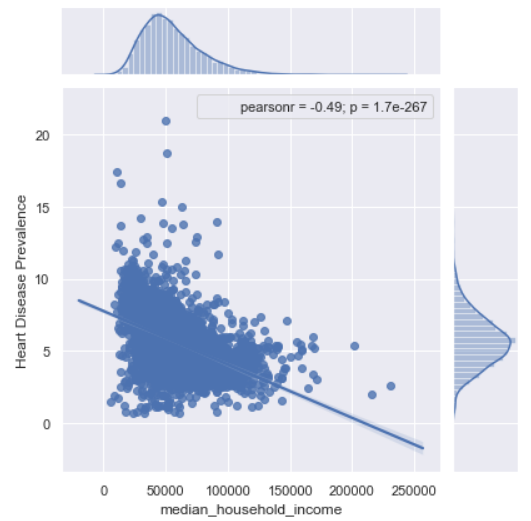 pearsonr = -0.49; p = 1.7e-267
20
15
10
5
0
Heart Disease Prevalence
0 50000 100000 150000 200000 250000
median_household_income